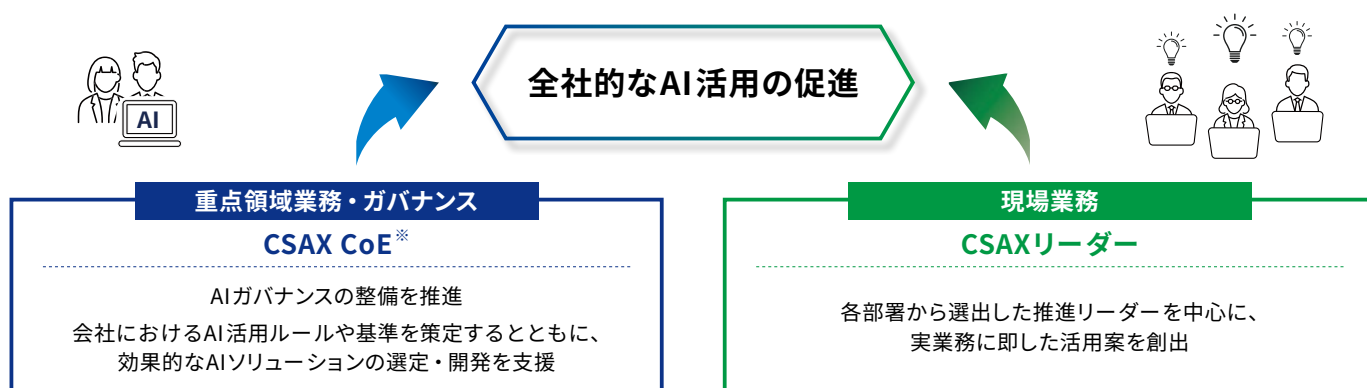 全社的なAI活用の促進
AI
重点領域業務・ガバナンス
CSAX CoE※
AIガバナンスの整備を推進
会社におけるAI活用ルールや基準を策定するとともに、
効果的なAIソリューションの選定・開発を支援
現場業務
CSAXリーダー
各部署から選出した推進リーダーを中心に、
実業務に即した活用案を創出